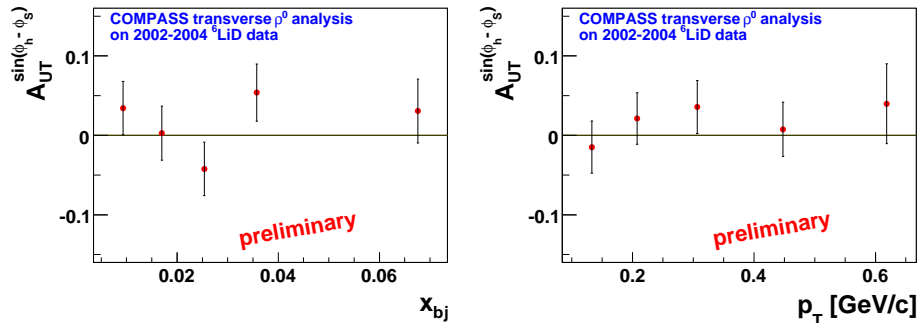 COMPASS transverse ρ⁰ analysis
on 2002-2004 ⁶LiD data
A_UT^sin(ϕ_h - ϕ_S)
0.1
0
-0.1
preliminary
0.02 0.04 0.06
x_bj
COMPASS transverse ρ⁰ analysis
on 2002-2004 ⁶LiD data
A_UT^sin(ϕ_h - ϕ_S)
0.1
0
-0.1
preliminary
0.2 0.4 0.6
p_T [GeV/c]